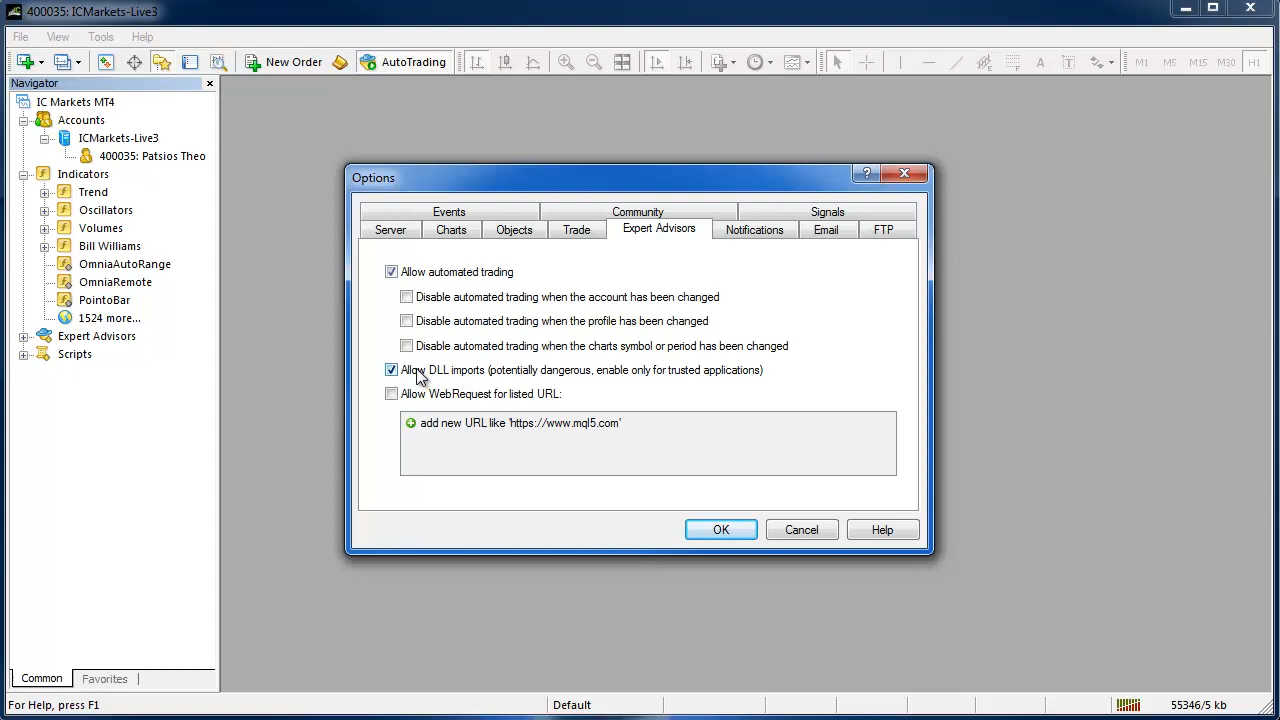 400035: ICMarkets-Live3
File View Tools Help
New Order AutoTrading M1 M5 M15 M30 H1
Navigator
IC Markets MT4
Accounts
ICMarkets-Live3
400035: Patsios Theo
Indicators
Trend
Oscillators
Volumes
Bill Williams
OmniaAutoRange
OmniaRemote
PointoBar
1524 more...
Expert Advisors
Scripts
Common Favorites
Options
Events Community Signals
Server Charts Objects Trade Expert Advisors Notifications Email FTP
Allow automated trading
Disable automated trading when the account has been changed
Disable automated trading when the profile has been changed
Disable automated trading when the charts symbol or period has been changed
Allow DLL imports (potentially dangerous, enable only for trusted applications)
Allow WebRequest for listed URL:
add new URL like 'https://www.mql5.com'
OK Cancel Help
For Help, press F1 Default 55346/5 kb